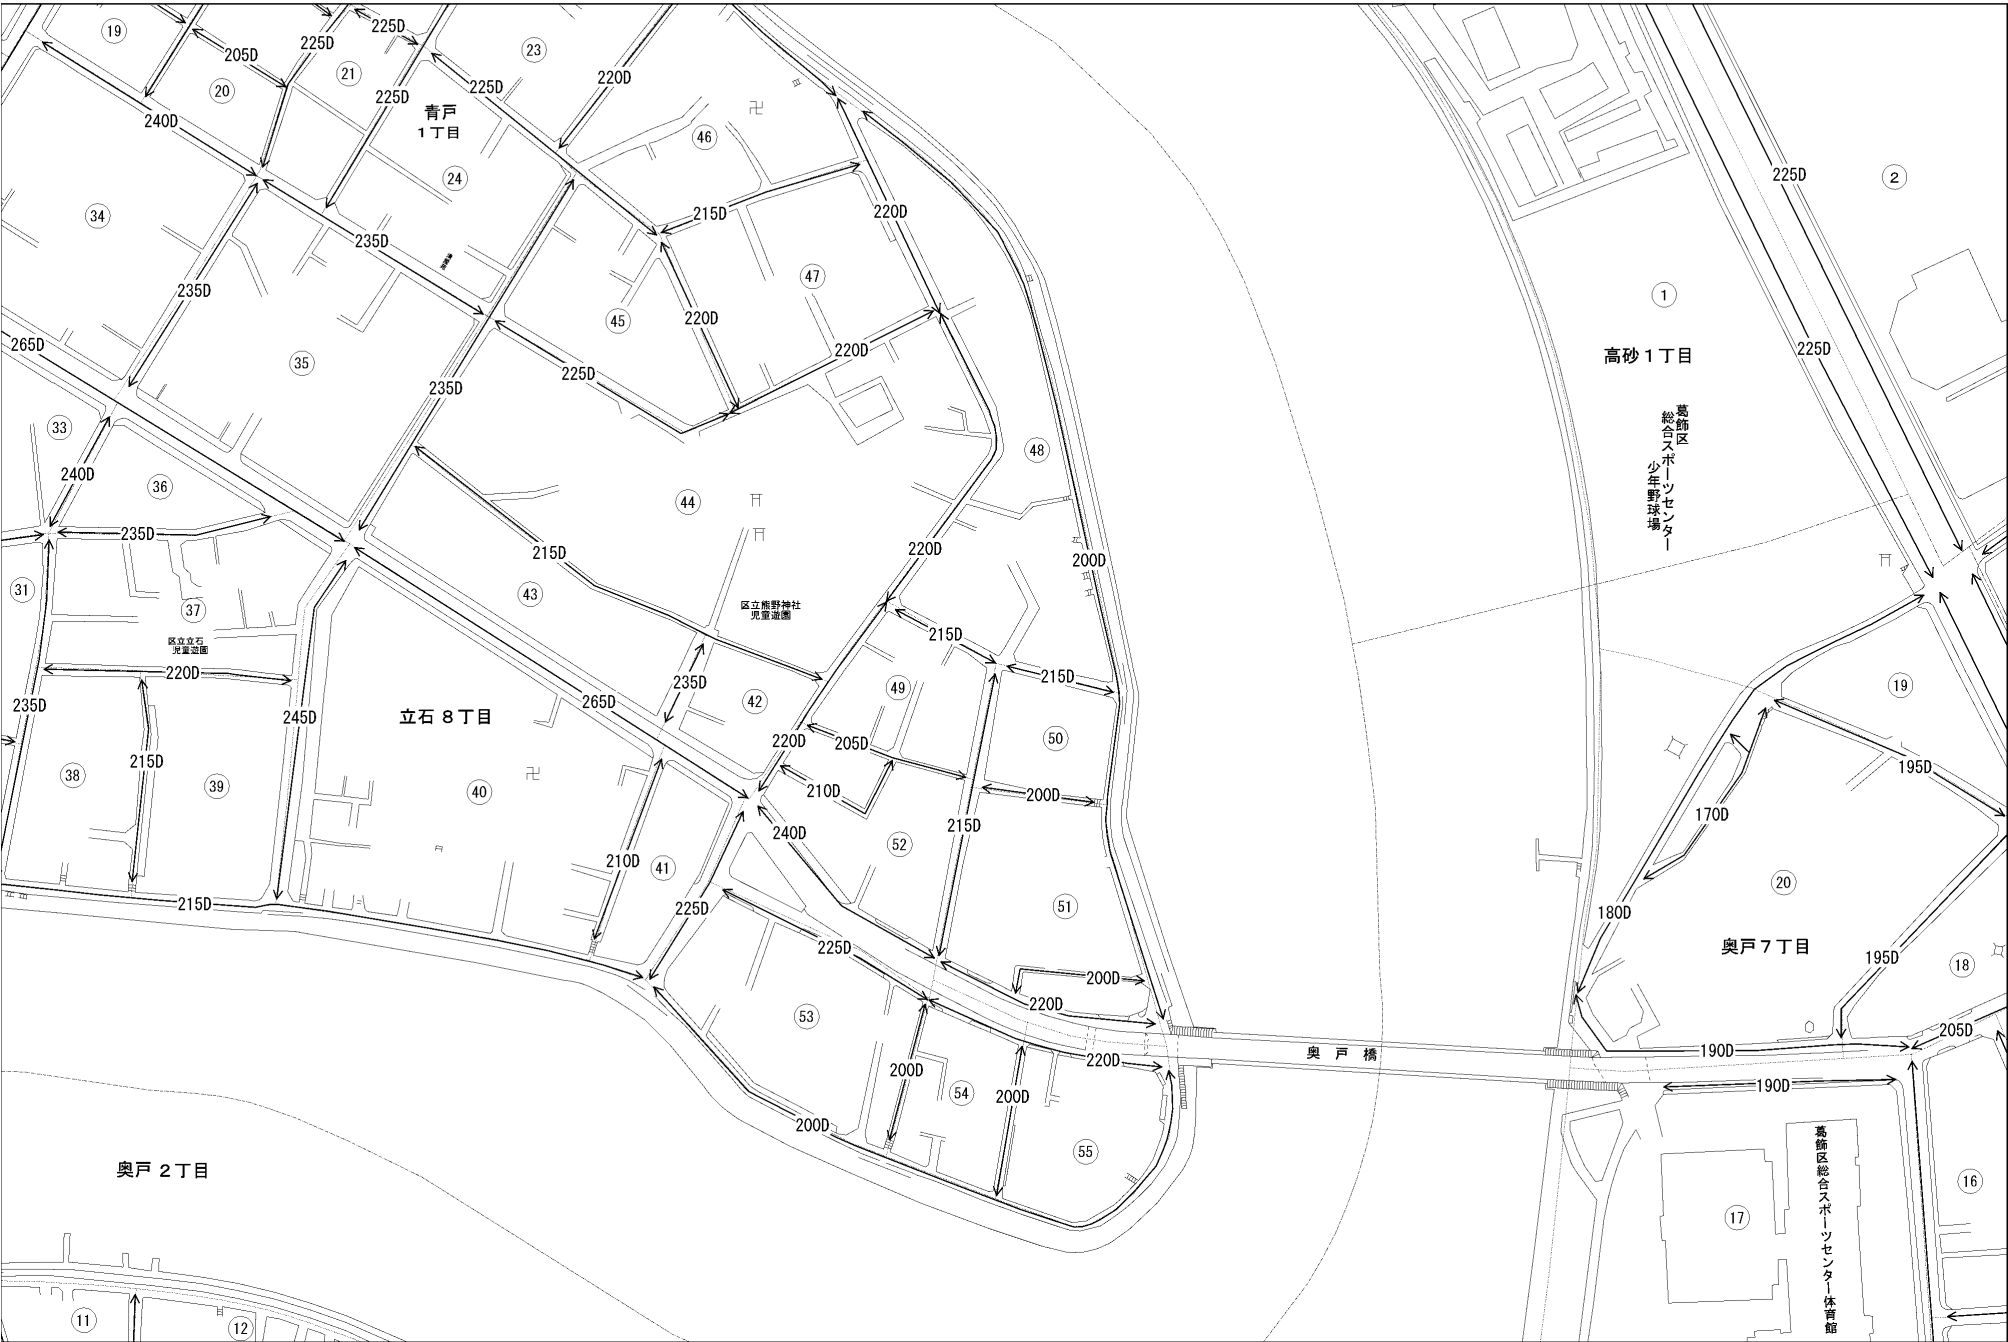 19
205D
225D
225D
23
220D
20
21
225D
青戸
1丁目
225D
240D
46
24
34
235D
215D
220D
235D
45
47
220D
220D
225D
265D
35
235D
33
240D
36
235D
44
48
31
37
区立立石
児童遊園
220D
235D
215D
43
区立熊野神社
児童遊園
220D
200D
215D
215D
235D
42
49
265D
245D
立石 8丁目
38
215D
39
40
220D
205D
50
210D
200D
240D
215D
52
210D
41
51
215D
225D
225D
200D
220D
53
200D
54
200D
220D
200D
55
奥戸橋
奥戸 2丁目
11
12
225D
2
1
225D
高砂1丁目
葛飾区
総合スポーツセンター
少年野球場
19
195D
170D
20
180D
奥戸7丁目
195D
18
190D
205D
190D
葛飾区総合スポーツセンター体育館
17
16